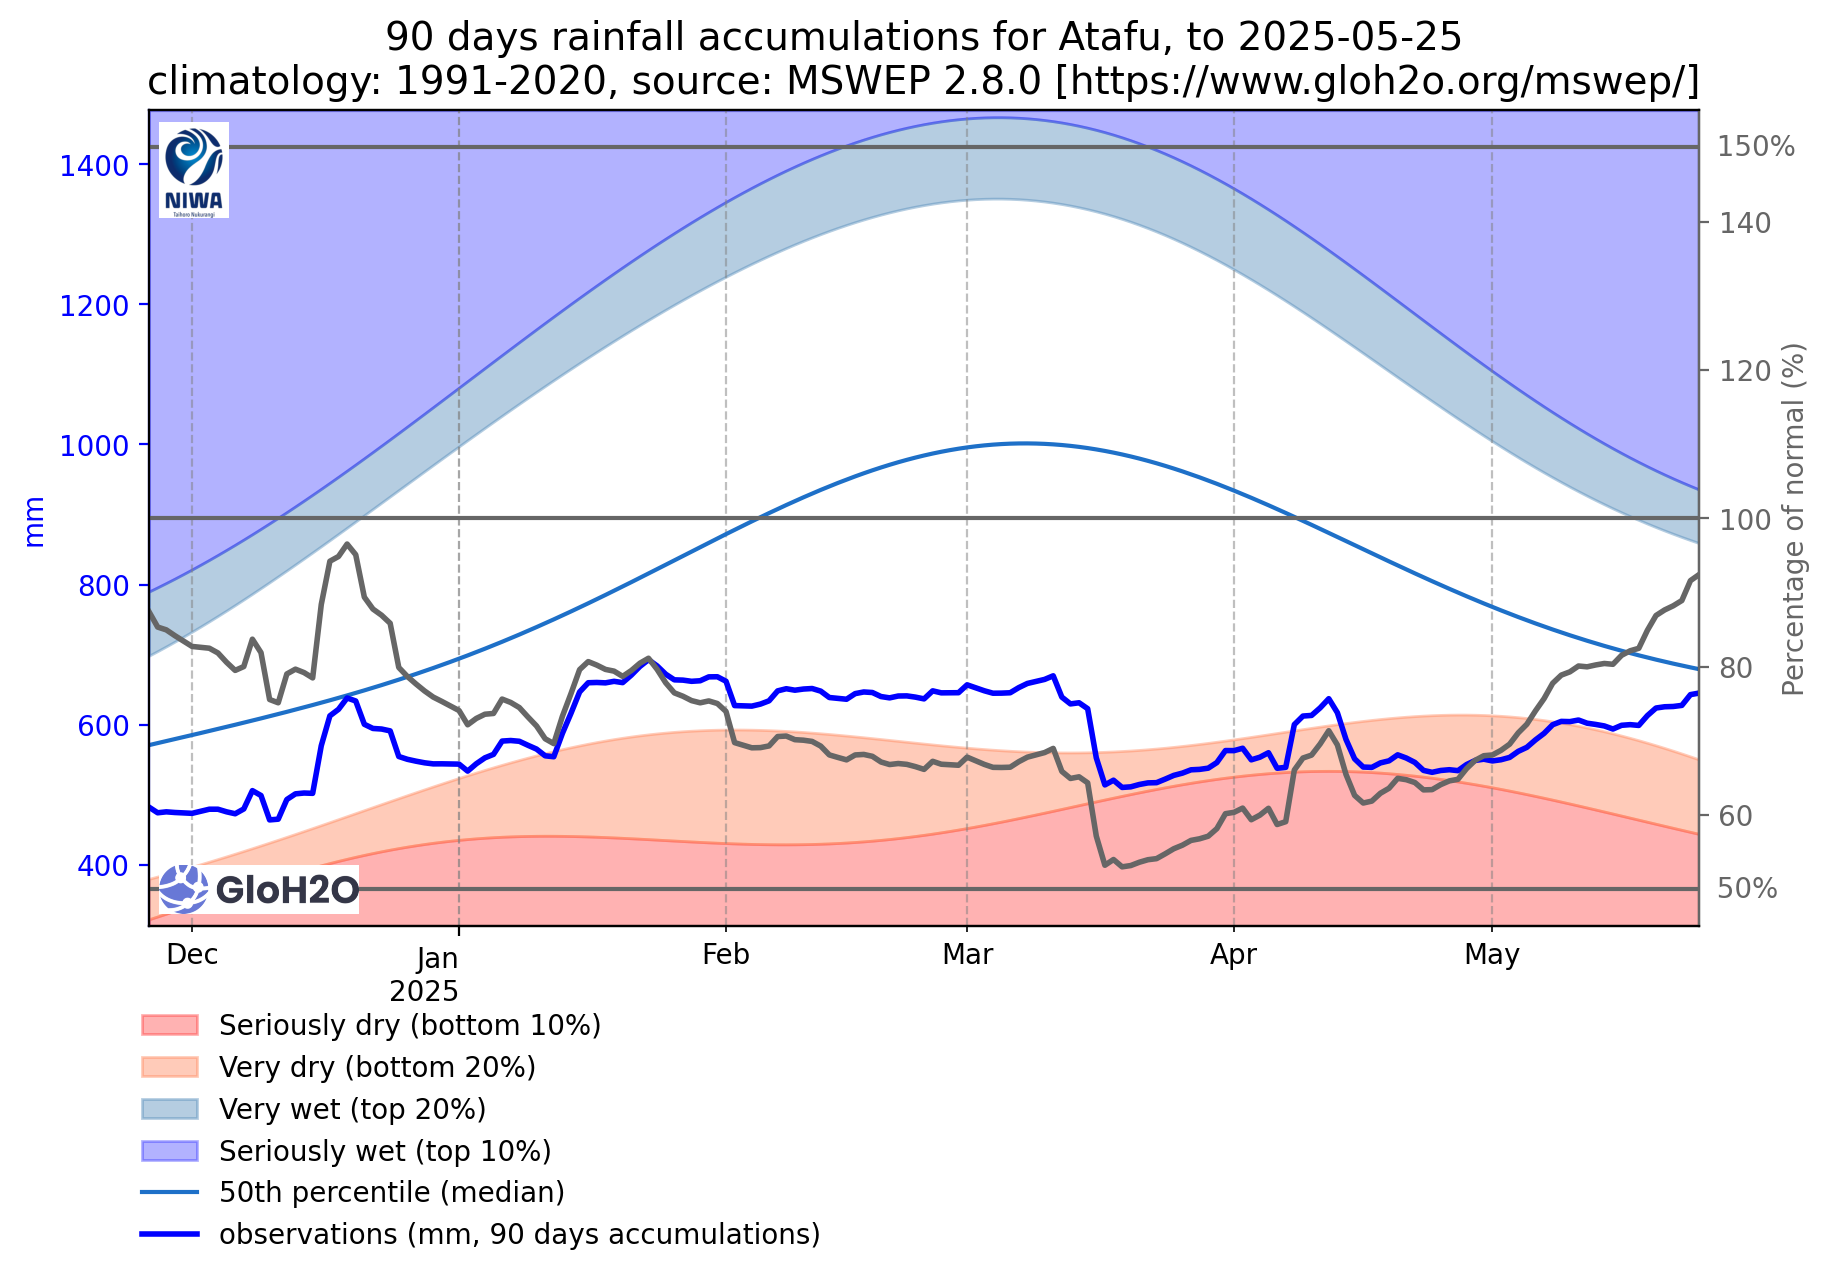 90 days rainfall accumulations for Atafu, to 2025-05-25
climatology: 1991-2020, source: MSWEP 2.8.0 [https://www.gloh2o.org/mswep/]
NIWA
Taihoro Nukurangi
mm
1400
1200
1000
800
600
400
150%
140
120
100
80
60
50%
Percentage of normal (%)
GloH2O
Dec
Jan
2025
Feb
Mar
Apr
May
Seriously dry (bottom 10%)
Very dry (bottom 20%)
Very wet (top 20%)
Seriously wet (top 10%)
50th percentile (median)
observations (mm, 90 days accumulations)